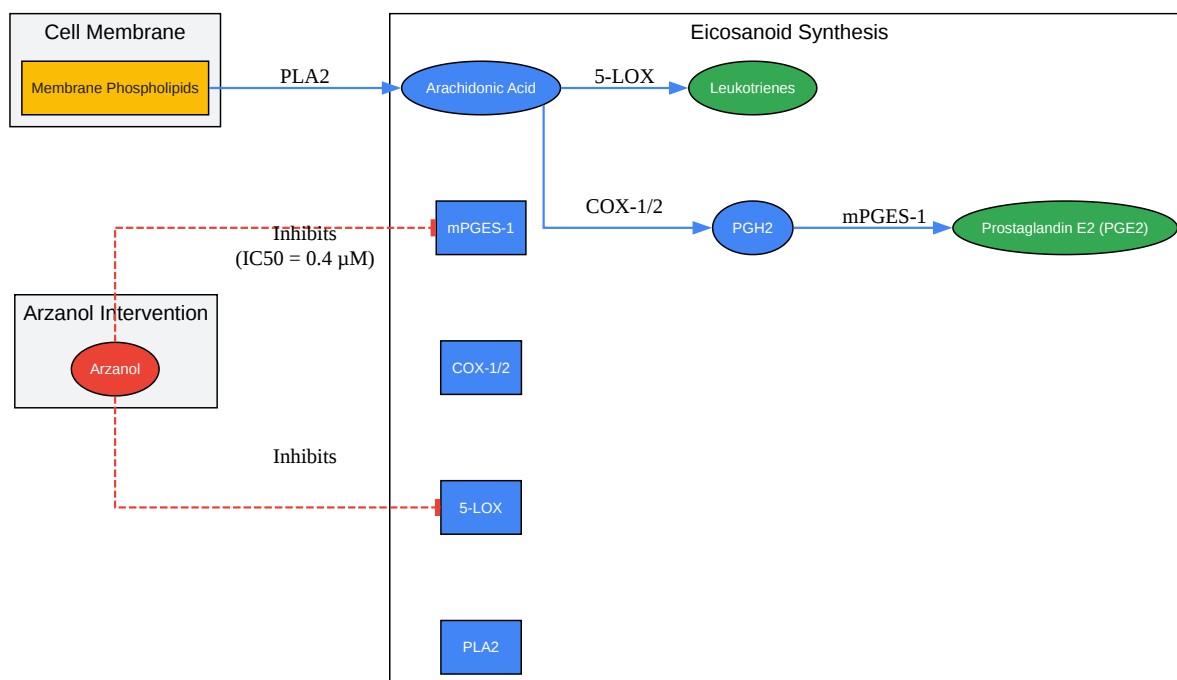 Cell Membrane
Eicosanoid Synthesis
Membrane Phospholipids
PLA2
Arachidonic Acid
5-LOX
Leukotrienes
COX-1/2
mPGES-1
mPGES-1
PGH2
Prostaglandin E2 (PGE2)
Inhibits
(IC50 = 0.4 µM)
Arzanol Intervention
Arzanol
COX-1/2
Inhibits
5-LOX
PLA2